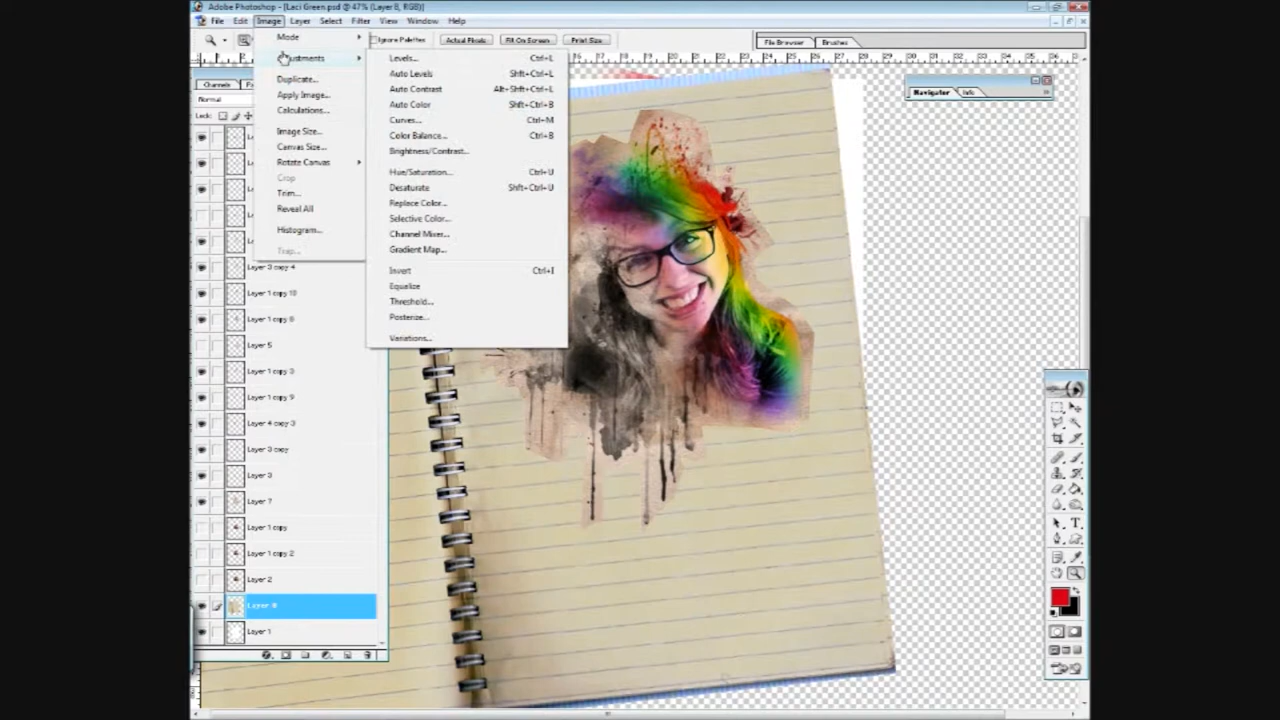 Adobe Photoshop - [Laci Green.psd @ 47% (Layer 8, RGB)]
File Edit Image Layer Select Filter View Window Help
Ignore Palettes Actual Pixels Fit On Screen Print Size File Browser Brushes
Mode
Adjustments
Duplicate...
Apply Image...
Calculations...
Image Size...
Canvas Size...
Rotate Canvas
Crop
Trim...
Reveal All
Histogram...
Trap...
Levels... Ctrl+L
Auto Levels Shft+Ctrl+L
Auto Contrast Alt+Shft+Ctrl+L
Auto Color Shft+Ctrl+B
Curves... Ctrl+M
Color Balance... Ctrl+B
Brightness/Contrast...
Hue/Saturation... Ctrl+U
Desaturate Shft+Ctrl+U
Replace Color...
Selective Color...
Channel Mixer...
Gradient Map...
Invert Ctrl+I
Equalize
Threshold...
Posterize...
Variations...
Navigator Info
Channels
Normal
Lock:
Layer 3 copy 4
Layer 1 copy 10
Layer 1 copy 8
Layer 5
Layer 1 copy 3
Layer 1 copy 9
Layer 4 copy 3
Layer 3 copy
Layer 3
Layer 7
Layer 1 copy
Layer 1 copy 2
Layer 2
Layer 8
Layer 1